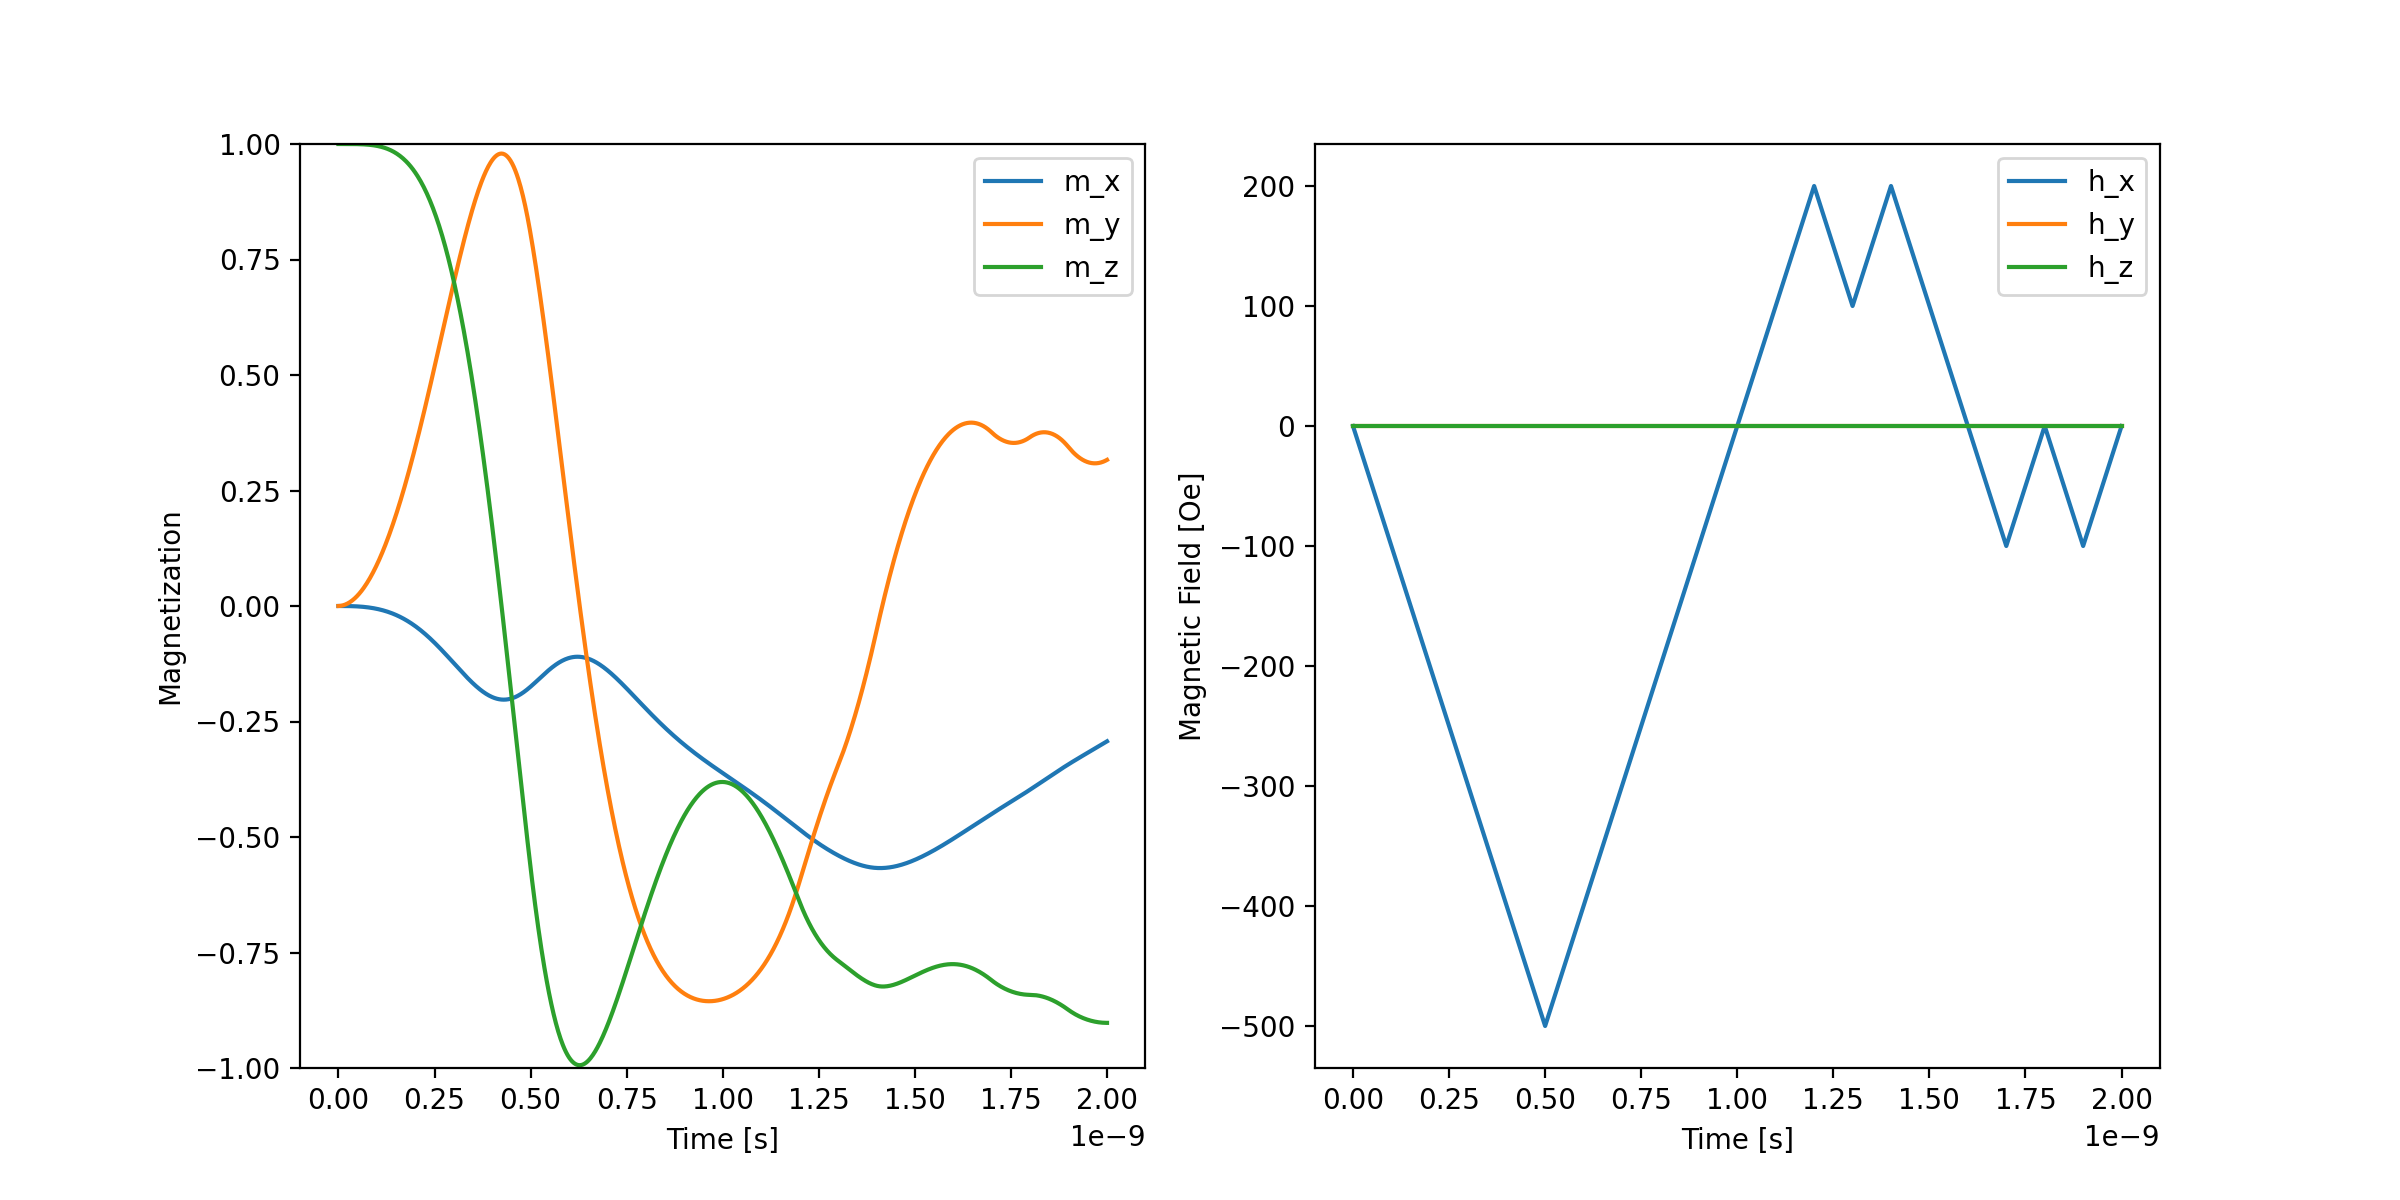 1.00
0.75
0.50
0.25
0.00
−0.25
−0.50
−0.75
−1.00
Magnetization
m_x
m_y
m_z
0.00 0.25 0.50 0.75 1.00 1.25 1.50 1.75 2.00
Time [s]
1e−9
200
100
0
−100
−200
−300
−400
−500
Magnetic Field [Oe]
h_x
h_y
h_z
0.00 0.25 0.50 0.75 1.00 1.25 1.50 1.75 2.00
Time [s]
1e−9